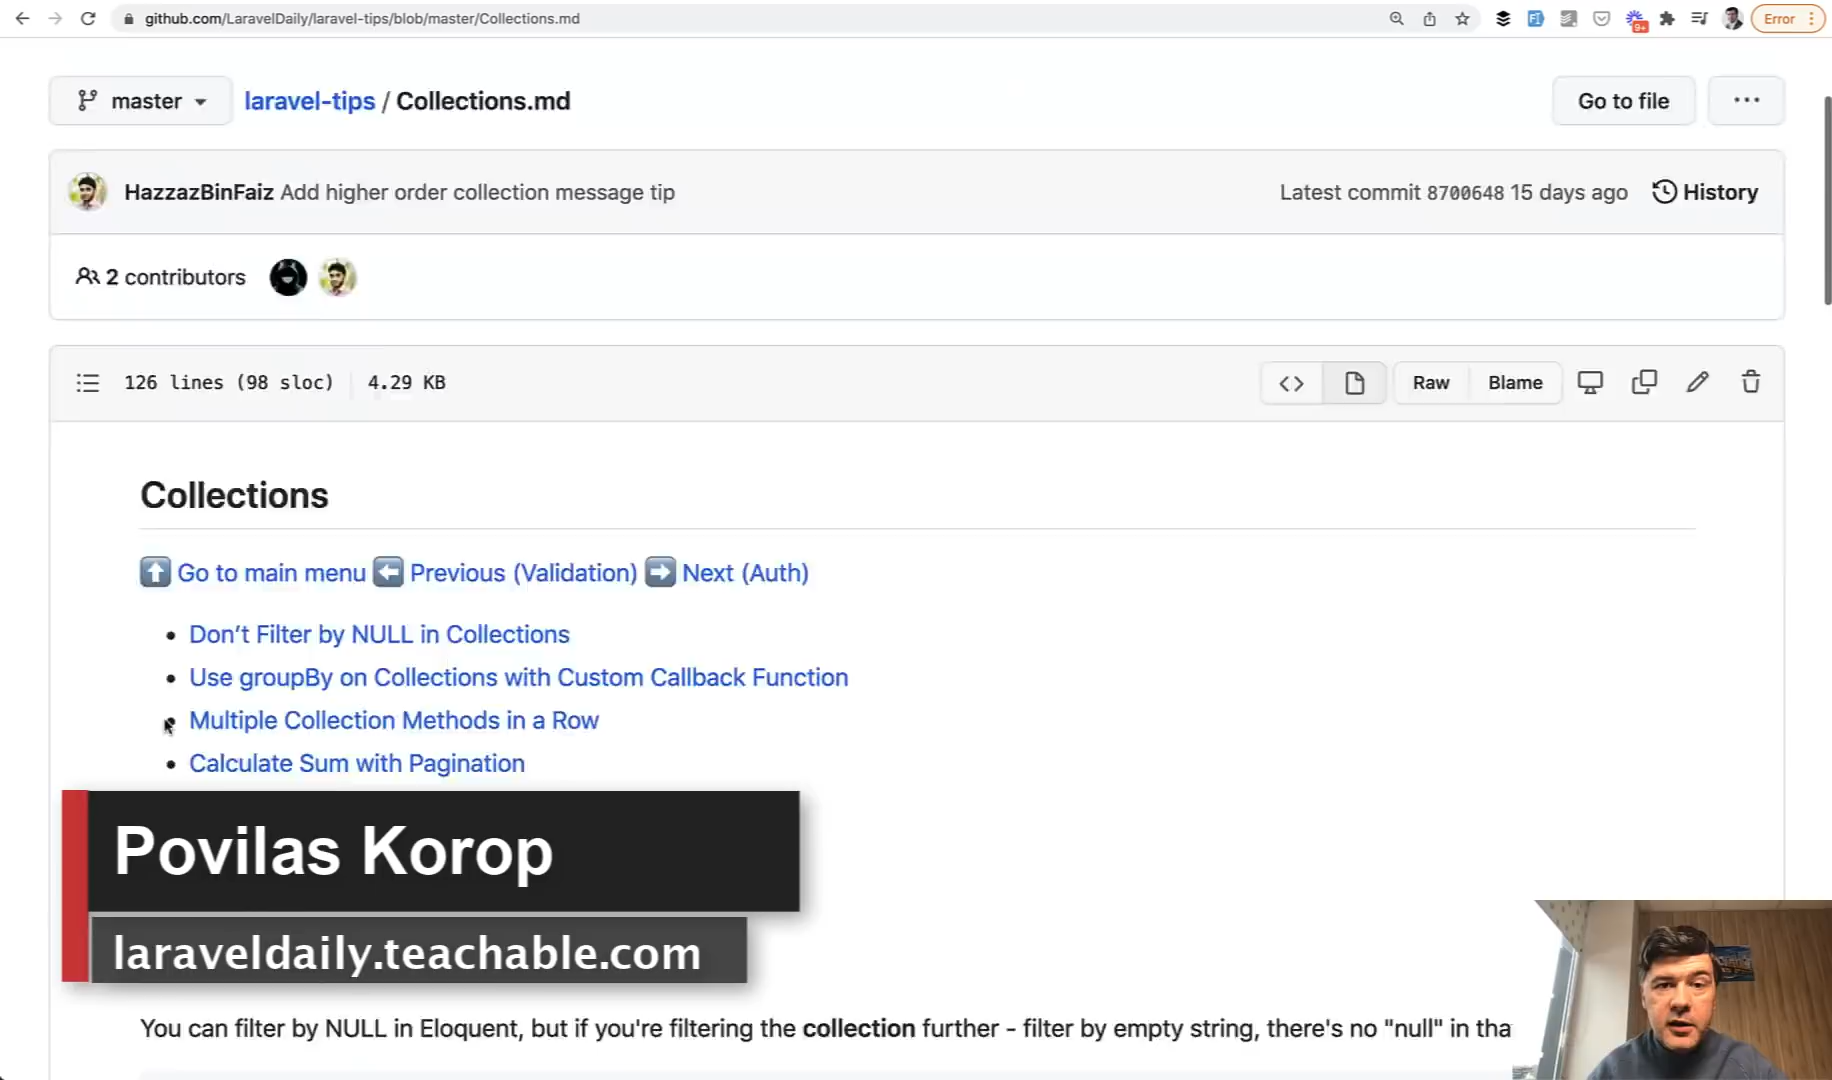 github.com/LaravelDaily/laravel-tips/blob/master/Collections.md
9+
Error
master
laravel-tips / Collections.md
Go to file
HazzazBinFaiz Add higher order collection message tip
Latest commit 8700648 15 days ago
History
2 contributors
126 lines (98 sloc)
4.29 KB
Raw
Blame
Collections
Go to main menu Previous (Validation) Next (Auth)
Don't Filter by NULL in Collections
Use groupBy on Collections with Custom Callback Function
Multiple Collection Methods in a Row
Calculate Sum with Pagination
Povilas Korop
laraveldaily.teachable.com
You can filter by NULL in Eloquent, but if you're filtering the collection further - filter by empty string, there's no "null" in tha